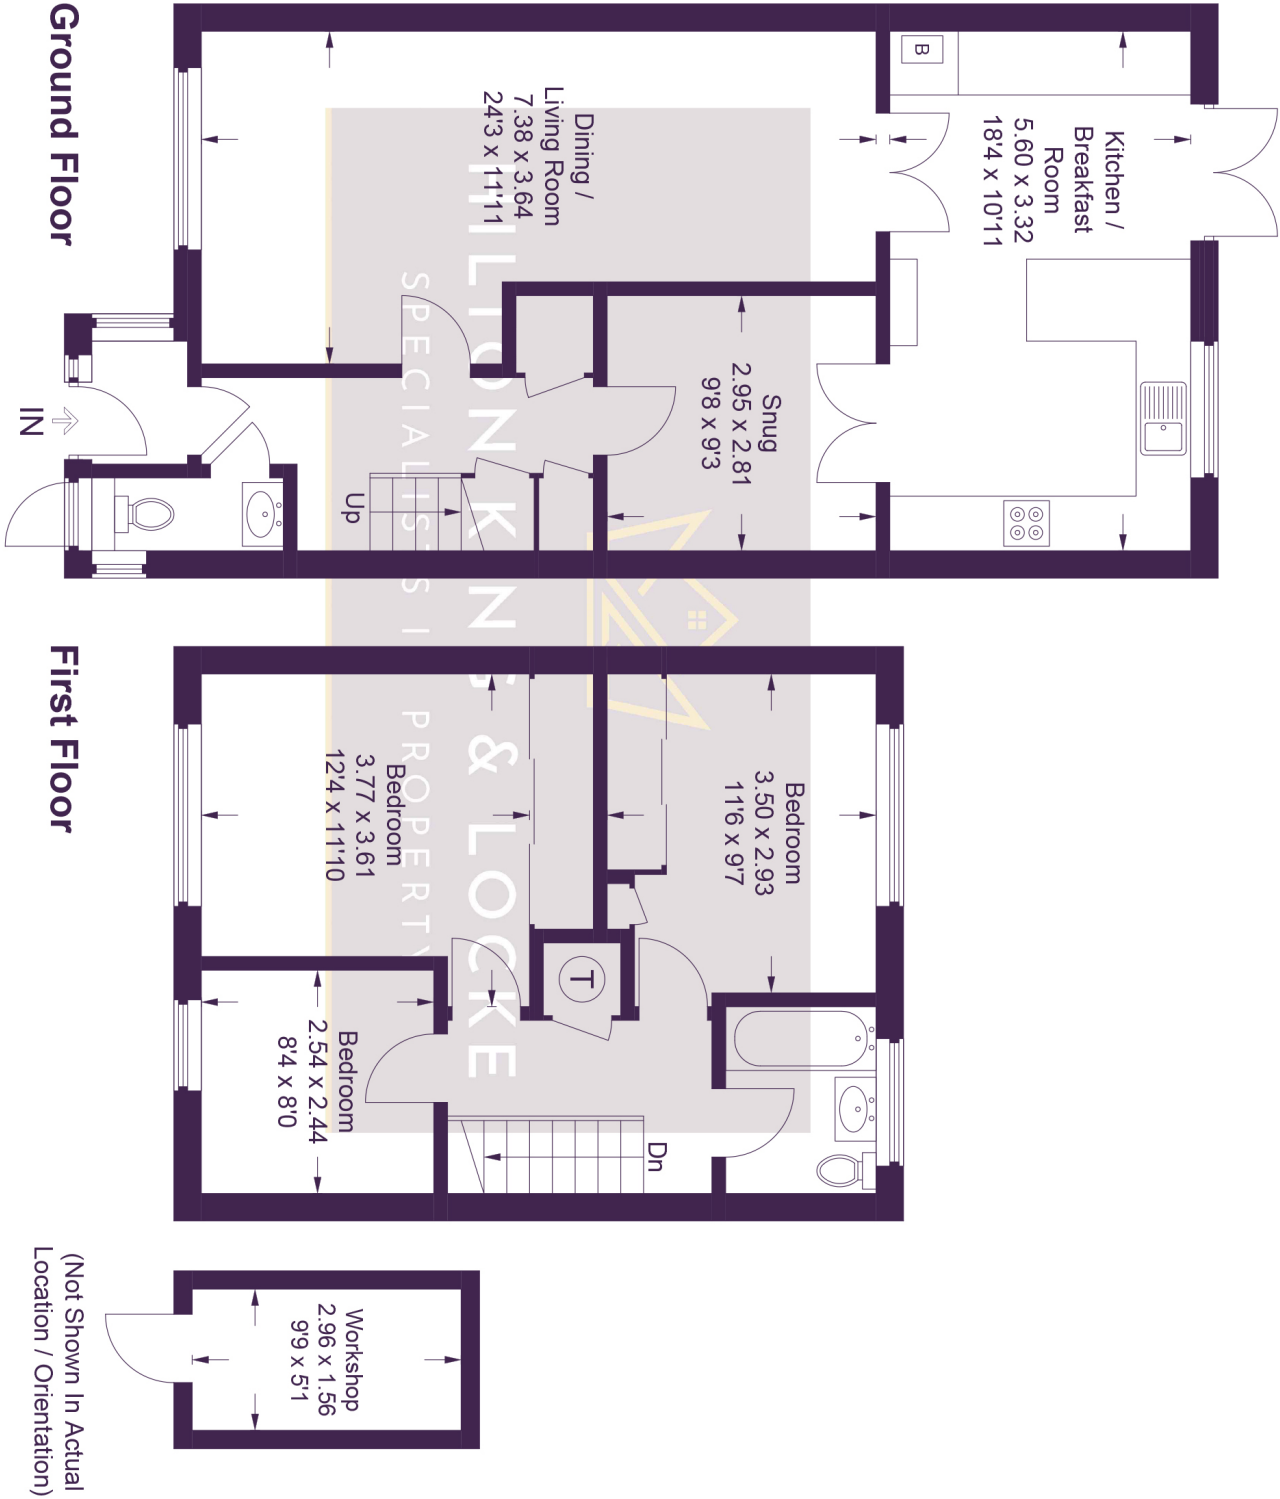 Kitchen /
Breakfast
Room
5.60 x 3.32
18'4 x 10'11
B
Dining /
Living Room
7.38 x 3.64
24'3 x 11'11
Snug
2.95 x 2.81
9'8 x 9'3
Up
IN
Ground Floor
Bedroom
3.50 x 2.93
11'6 x 9'7
Bedroom
3.77 x 3.61
12'4 x 11'10
T
Bedroom
2.54 x 2.44
8'4 x 8'0
Dn
First Floor
Workshop
2.96 x 1.56
9'9 x 5'1
(Not Shown In Actual
Location / Orientation)
HILTON KING & LOCKE
SPECIALISTS IN PROPERTY